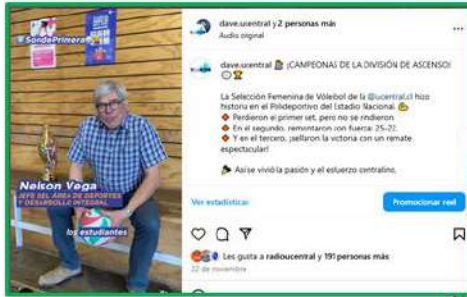 #SomosPrimera
Nelson Vega
JEFE DEL ÁREA DE DEPORTES
Y DESARROLLO INTEGRAL
los estudiantes
dave.ucentral y 2 personas más
Audio original
dave.ucentral ¡CAMPEONAS DE LA DIVISIÓN DE ASCENSO!
La Selección Femenina de Vóleibol de la @ucentral.cl hizo
historia en el Polideportivo del Estadio Nacional.
Perdieron el primer set, pero no se rindieron
En el segundo, remontaron con fuerza: 25-22.
Y en el tercero, ¡sellaron la victoria con un remate
espectacular!
Así se vivió la pasión y el esfuerzo centralino.
Ver estadísticas
Promocionar reel
Les gusta a radioucentral y 191 personas más
22 de noviembre